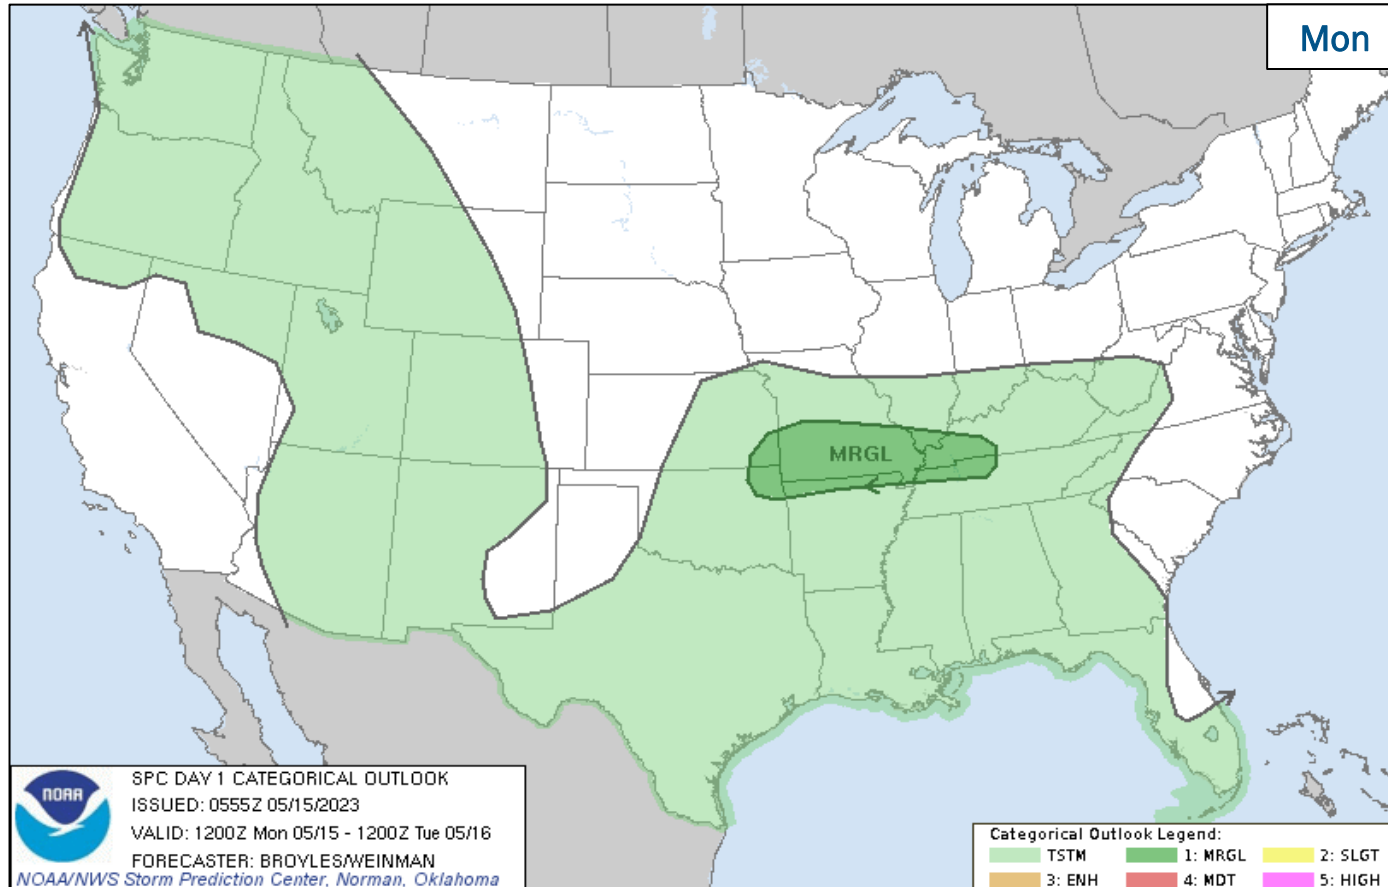 Mon
MRGL
NOAA
SPC DAY 1 CATEGORICAL OUTLOOK
ISSUED: 0555Z 05/15/2023
VALID: 1200Z Mon 05/15 - 1200Z Tue 05/16
FORECASTER: BROYLES/WEINMAN
NOAA/NWS Storm Prediction Center, Norman, Oklahoma
Categorical Outlook Legend:
TSTM 1: MRGL 2: SLGT
3: ENH 4: MDT 5: HIGH